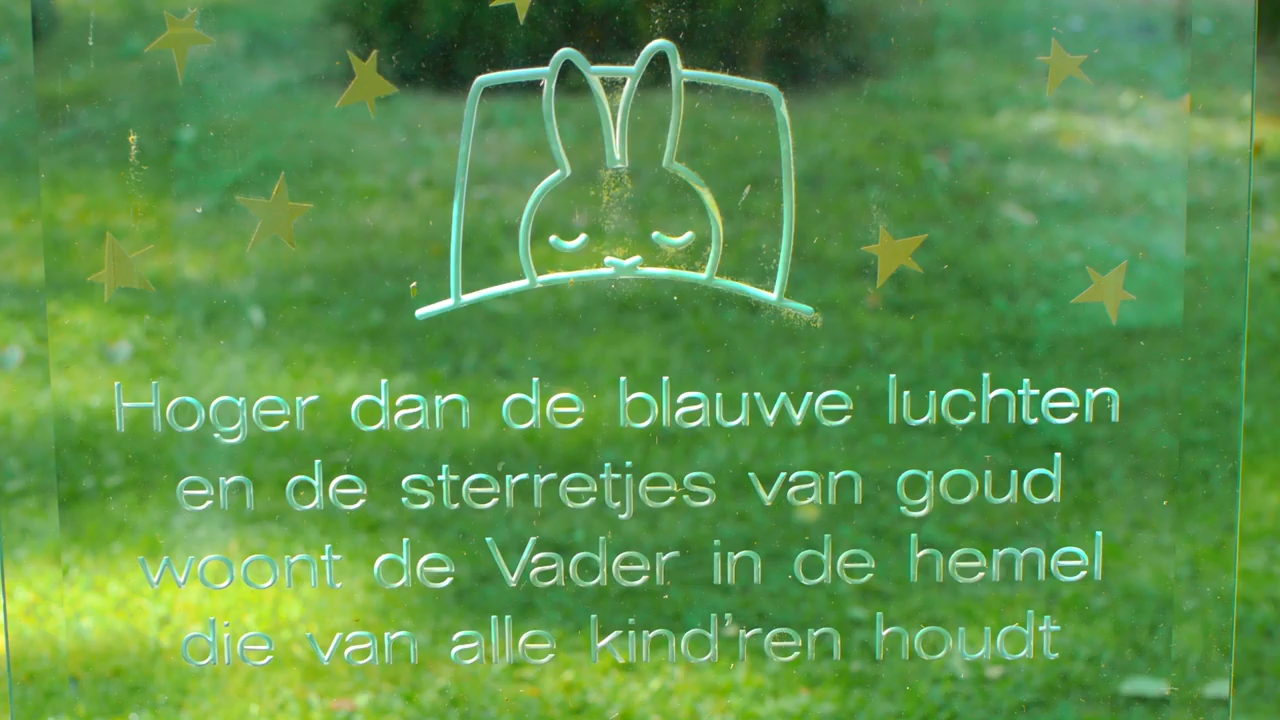 Hoger dan de blauwe luchten
en de sterretjes van goud
woont de Vader in de hemel
die van alle kind'ren houdt